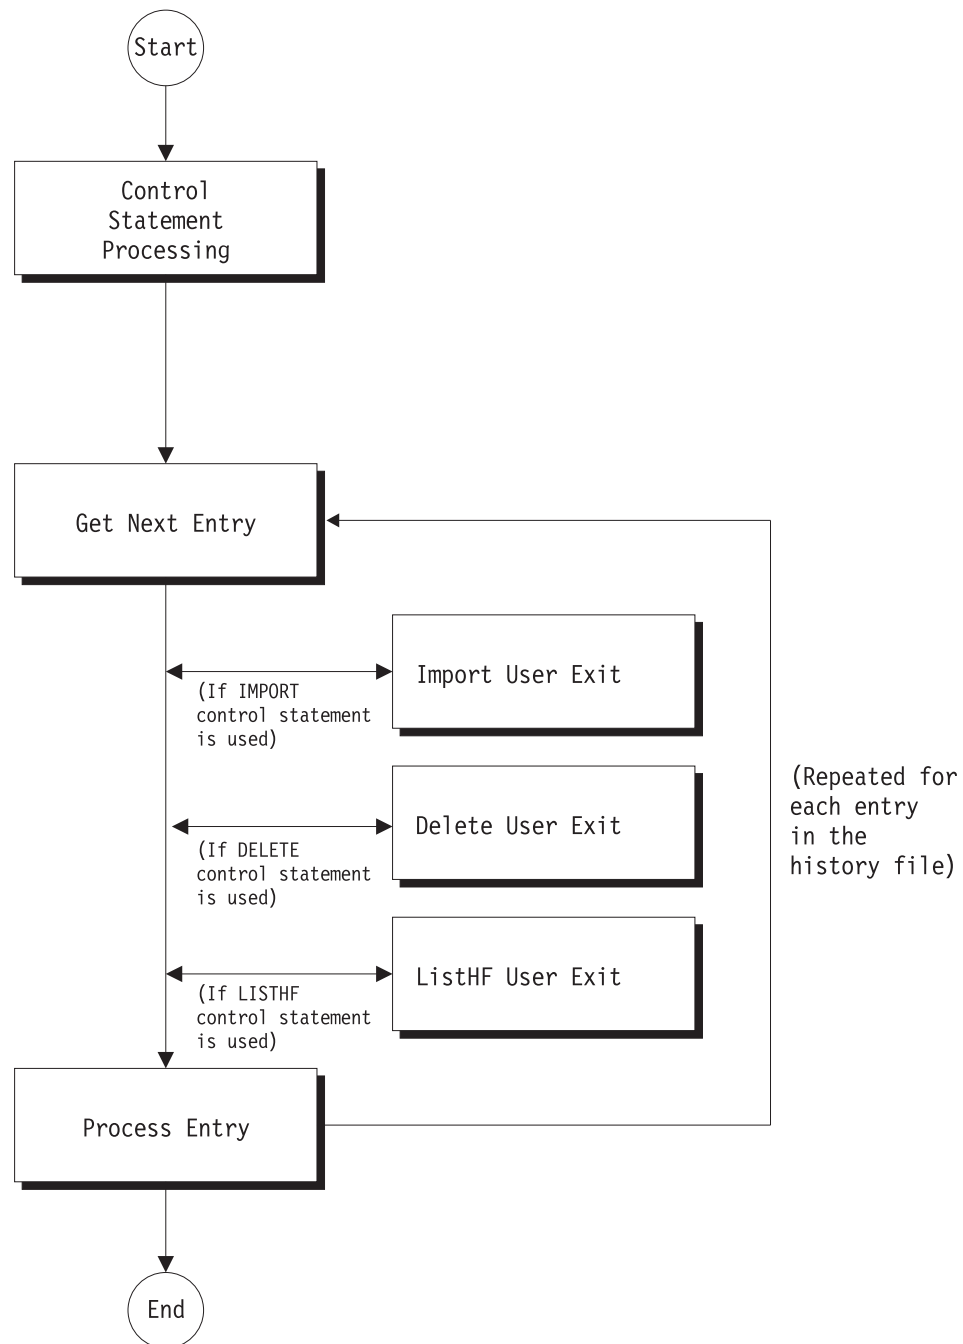 Start
Control
Statement
Processing
Get Next Entry
Import User Exit
(If IMPORT
control statement
is used)
Delete User Exit
(If DELETE
control statement
is used)
(Repeated for
each entry
in the
history file)
ListHF User Exit
(If LISTHF
control statement
is used)
Process Entry
End